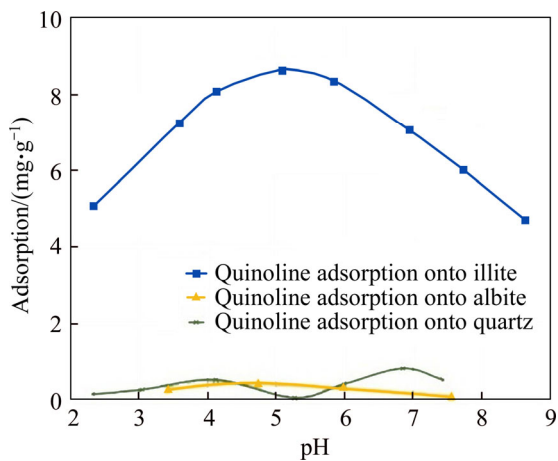 10
8
6
4
2
0
Adsorption/(mg·g⁻¹)
Quinoline adsorption onto illite
Quinoline adsorption onto albite
Quinoline adsorption onto quartz
2 3 4 5 6 7 8 9
pH